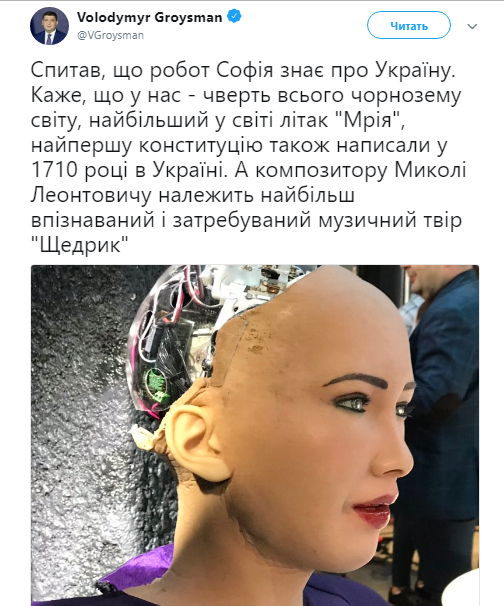 Volodymyr Groysman
@VGroysman
Читать
Спитав, що робот Софія знає про Україну.
Каже, що у нас - чверть всього чорнозему
світу, найбільший у світі літак "Мрія",
найпершу конституцію також написали у
1710 році в Україні. А композитору Миколі
Леонтовичу належить найбільш
впізнаваний і затребуваний музичний твір
"Щедрик"